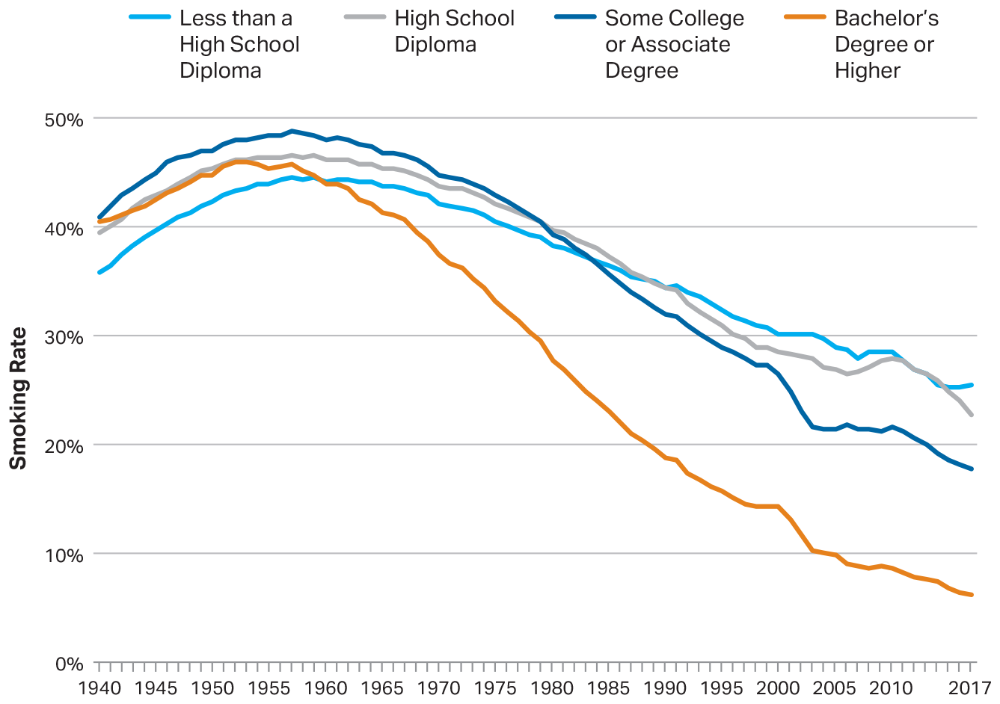 Less than a
High School
Diploma
High School
Diploma
Some College
or Associate
Degree
Bachelor’s
Degree or
Higher
50%
40%
30%
20%
10%
0%
Smoking Rate
1940 1945 1950 1955 1960 1965 1970 1975 1980 1985 1990 1995 2000 2005 2010 2017